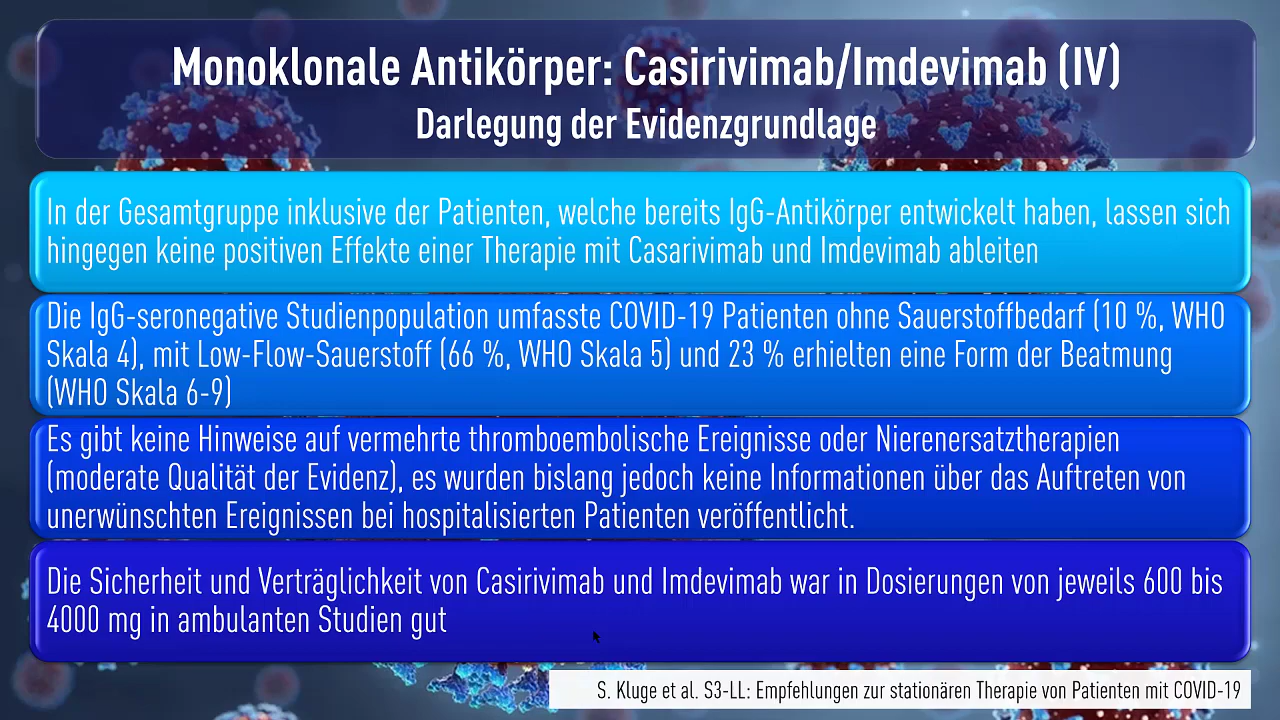 Monoklonale Antikörper: Casirivimab/Imdevimab (IV)
Darlegung der Evidenzgrundlage
In der Gesamtgruppe inklusive der Patienten, welche bereits IgG-Antikörper entwickelt haben, lassen sich
hingegen keine positiven Effekte einer Therapie mit Casarivimab und Imdevimab ableiten
Die IgG-seronegative Studienpopulation umfasste COVID-19 Patienten ohne Sauerstoffbedarf (10 %, WHO
Skala 4), mit Low-Flow-Sauerstoff (66 %, WHO Skala 5) und 23 % erhielten eine Form der Beatmung
(WHO Skala 6-9)
Es gibt keine Hinweise auf vermehrte thromboembolische Ereignisse oder Nierenersatztherapien
(moderate Qualität der Evidenz), es wurden bislang jedoch keine Informationen über das Auftreten von
unerwünschten Ereignissen bei hospitalisierten Patienten veröffentlicht.
Die Sicherheit und Verträglichkeit von Casirivimab und Imdevimab war in Dosierungen von jeweils 600 bis
4000 mg in ambulanten Studien gut
S. Kluge et al. S3-LL: Empfehlungen zur stationären Therapie von Patienten mit COVID-19